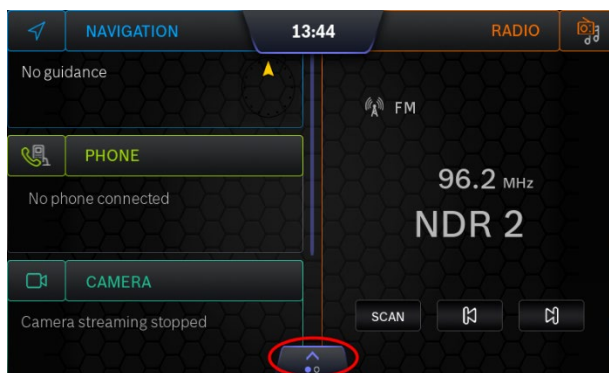 NAVIGATION
13:44
RADIO
No guidance
FM
PHONE
96.2 MHz
No phone connected
NDR 2
CAMERA
SCAN
Camera streaming stopped